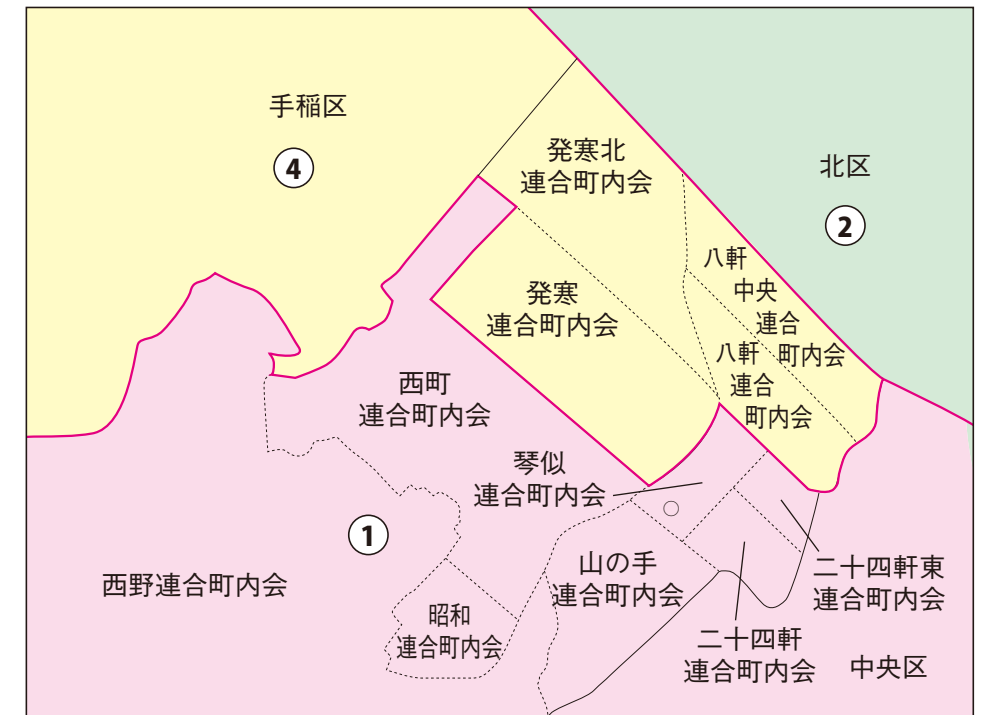 手稲区
④
発寒北
連合町内会
北区
②
八軒
中央
連合
町内会
発寒
連合町内会
八軒
連合
町内会
西町
連合町内会
琴似
連合町内会
①
西野連合町内会
昭和
連合町内会
山の手
連合町内会
二十四軒東
連合町内会
二十四軒
連合町内会
中央区